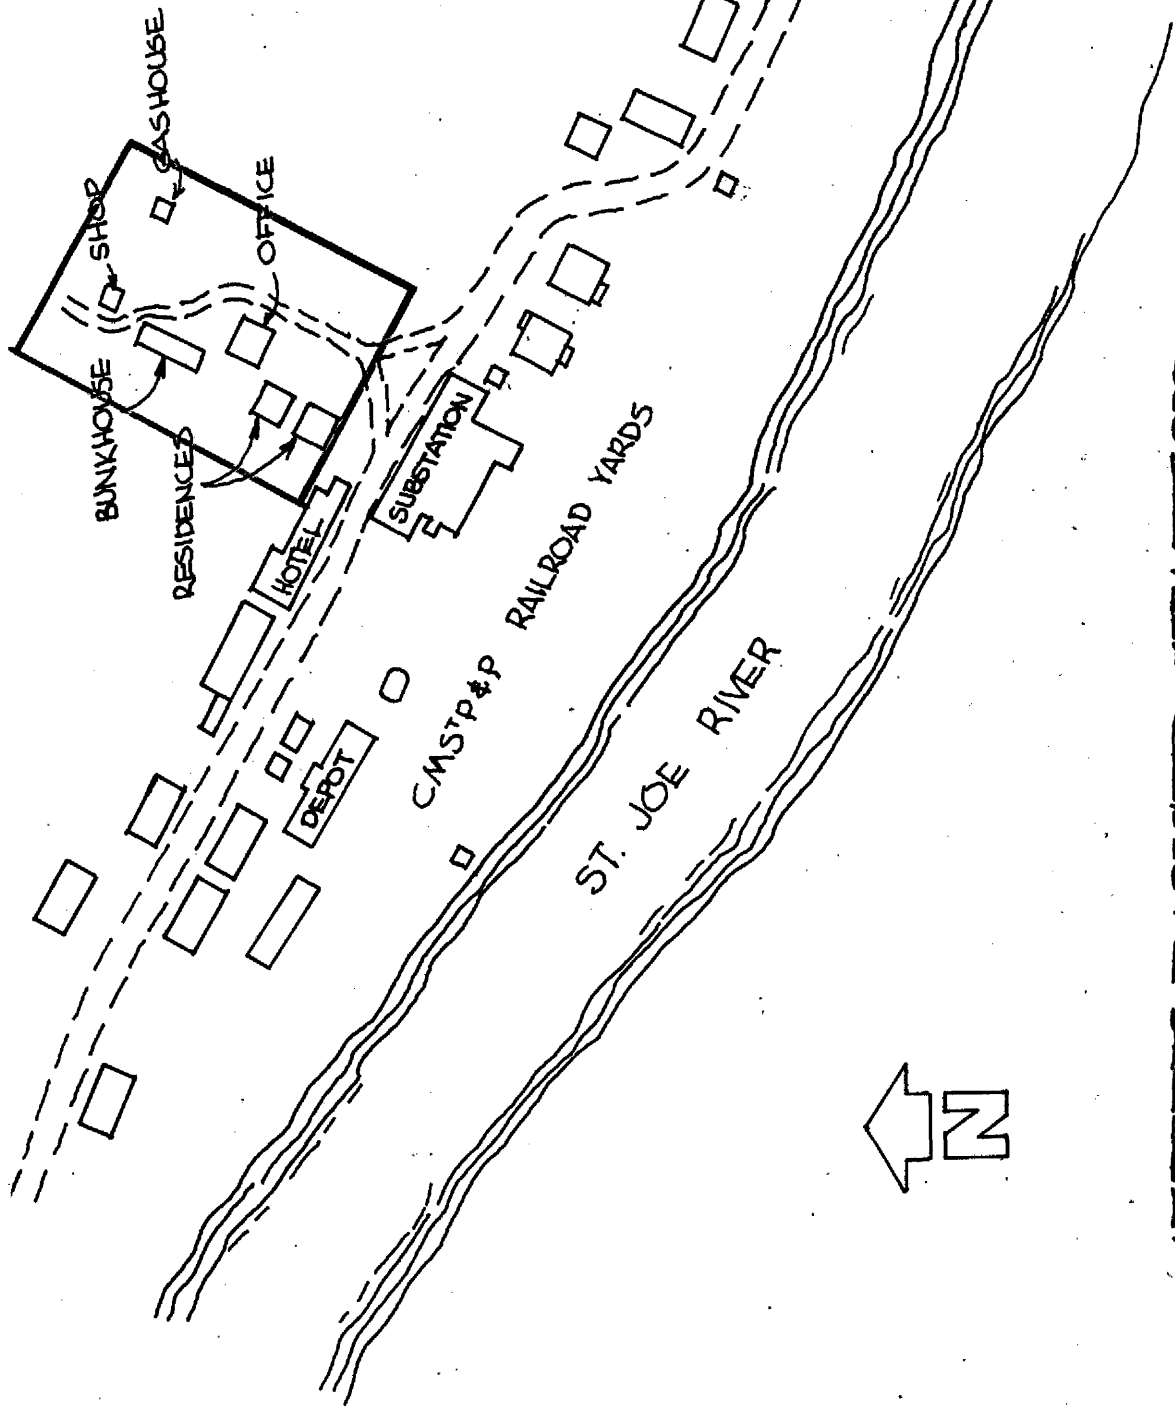 GASHOUSE
SHOP
OFFICE
BUNKHOUSE
RESIDENCES
HOTEL
SUBSTATION
DEPOT
CMSTP&P RAILROAD YARDS
ST. JOE RIVER
N